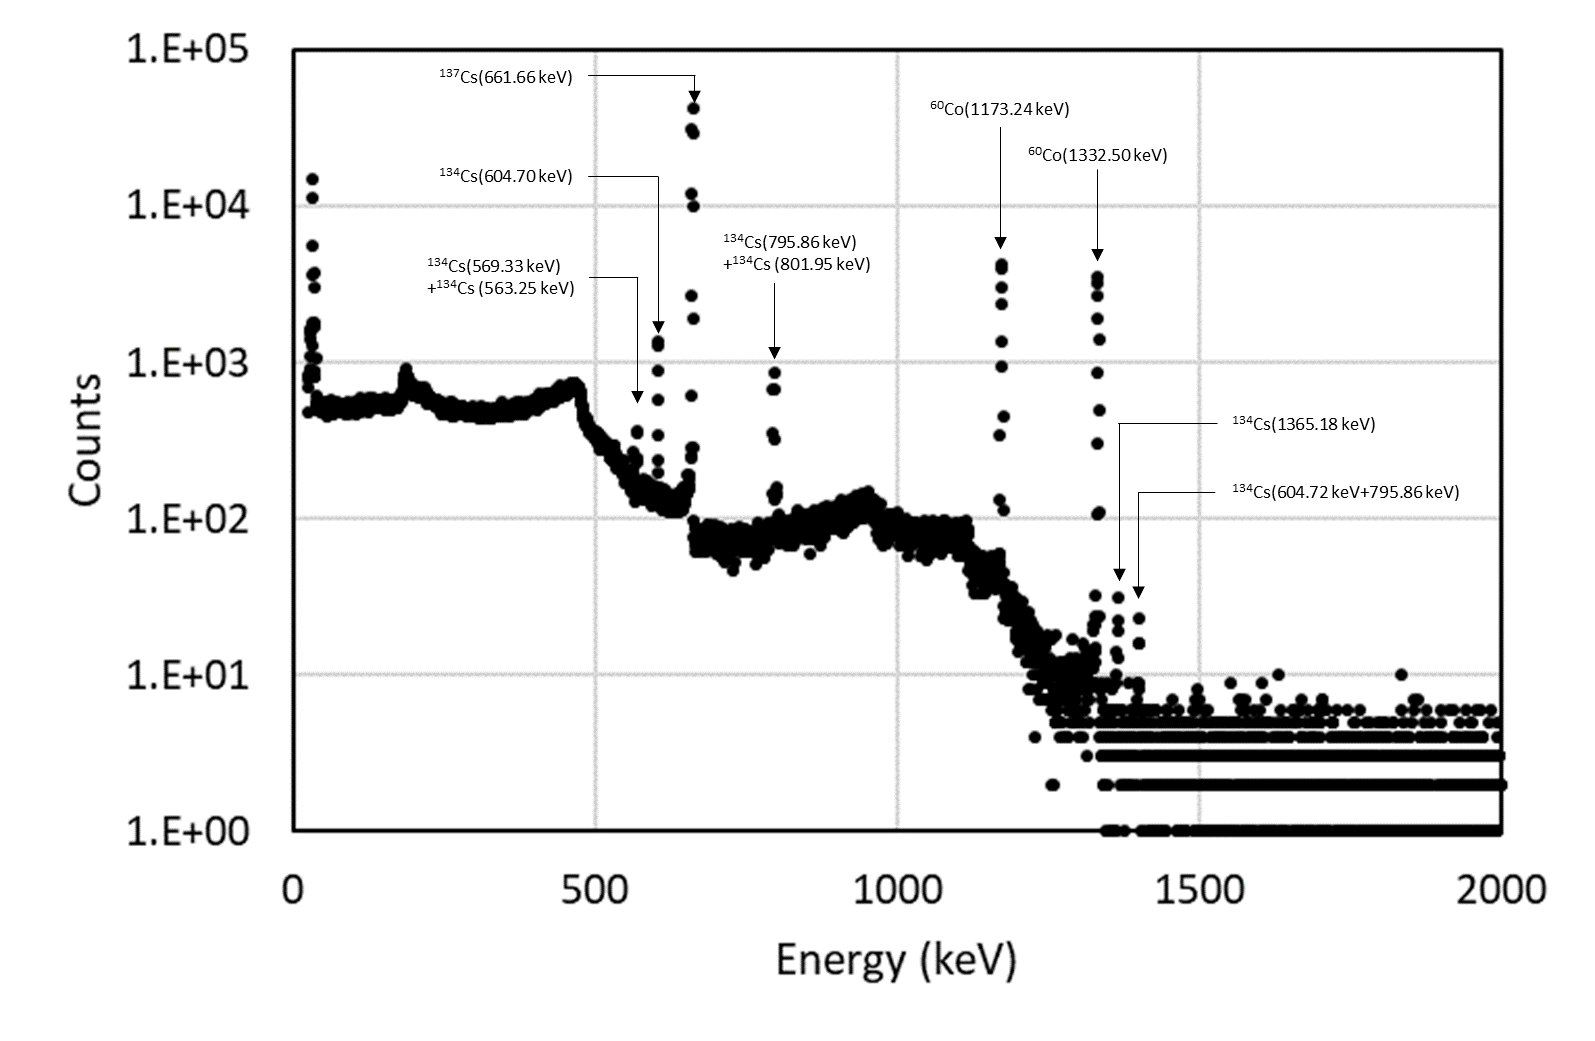 1.E+05
1.E+04
1.E+03
1.E+02
1.E+01
1.E+00
Counts
¹³⁷Cs(661.66 keV)
¹³⁴Cs(604.70 keV)
¹³⁴Cs(569.33 keV)
+¹³⁴Cs (563.25 keV)
¹³⁴Cs(795.86 keV)
+¹³⁴Cs (801.95 keV)
⁶⁰Co(1173.24 keV)
⁶⁰Co(1332.50 keV)
¹³⁴Cs(1365.18 keV)
¹³⁴Cs(604.72 keV+795.86 keV)
0
500
1000
1500
2000
Energy (keV)